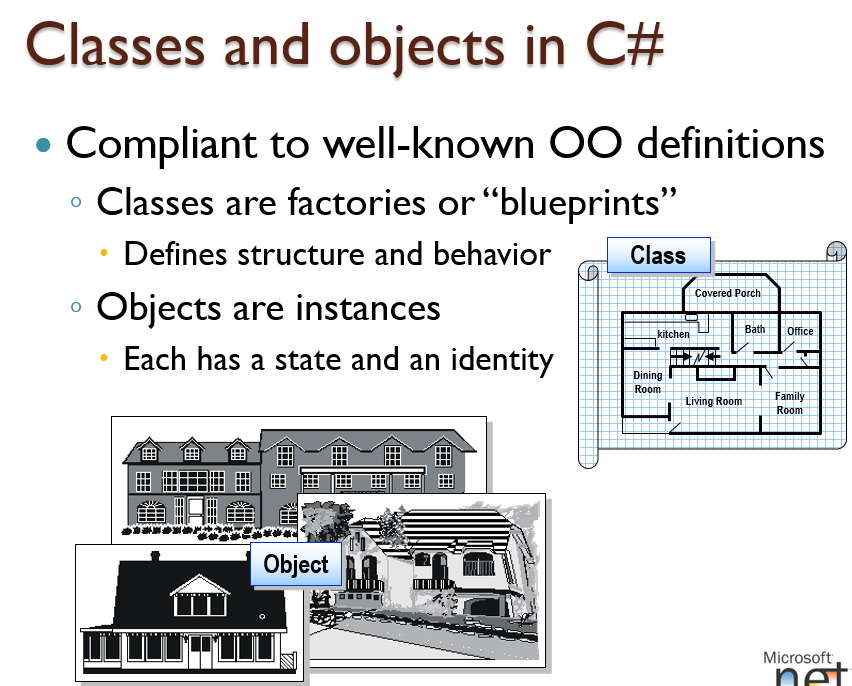 Classes and objects in C#
• Compliant to well-known OO definitions
○ Classes are factories or “blueprints”
• Defines structure and behavior
○ Objects are instances
• Each has a state and an identity
Class
Covered Porch
kitchen
Bath
Office
Dining
Room
Living Room
Family
Room
Object
Microsoft
net